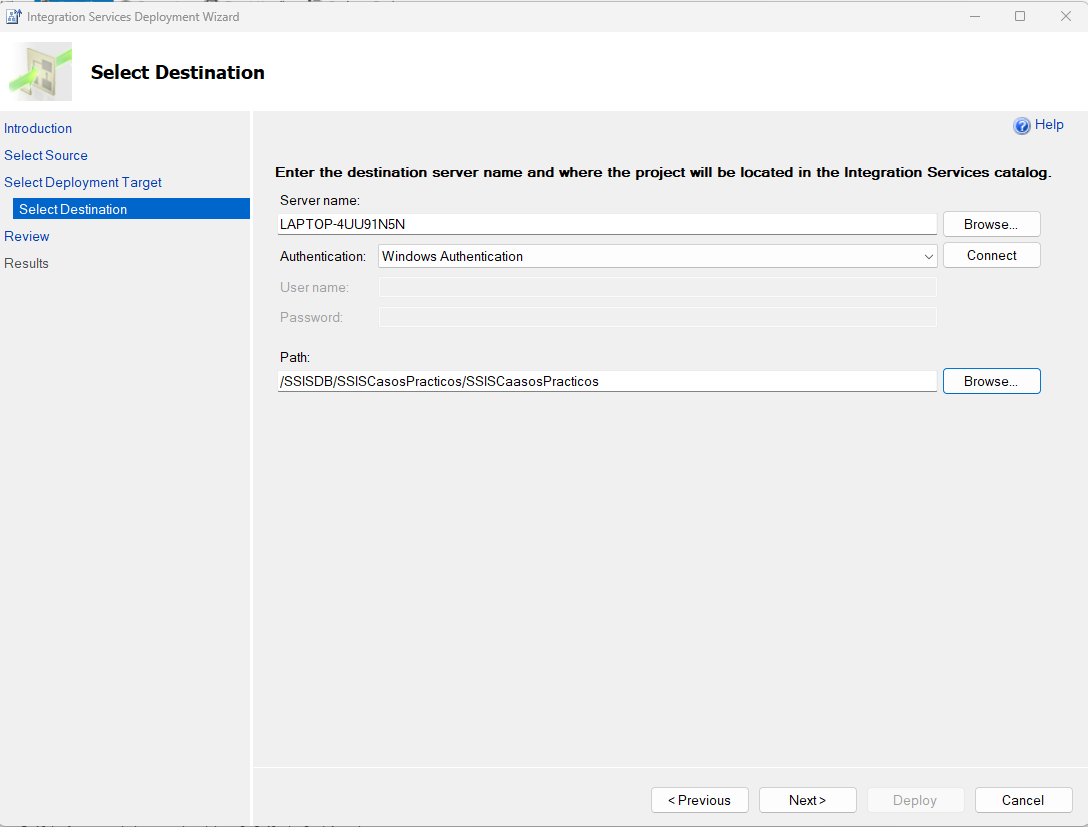 Integration Services Deployment Wizard
Select Destination
Introduction
Select Source
Select Deployment Target
Select Destination
Review
Results
Help
Enter the destination server name and where the project will be located in the Integration Services catalog.
Server name:
LAPTOP-4UU91N5N
Browse...
Authentication:
Windows Authentication
Connect
User name:
Password:
Path:
/SSISDB/SSISCasosPracticos/SSISCaasosPracticos
Browse...
< Previous
Next >
Deploy
Cancel